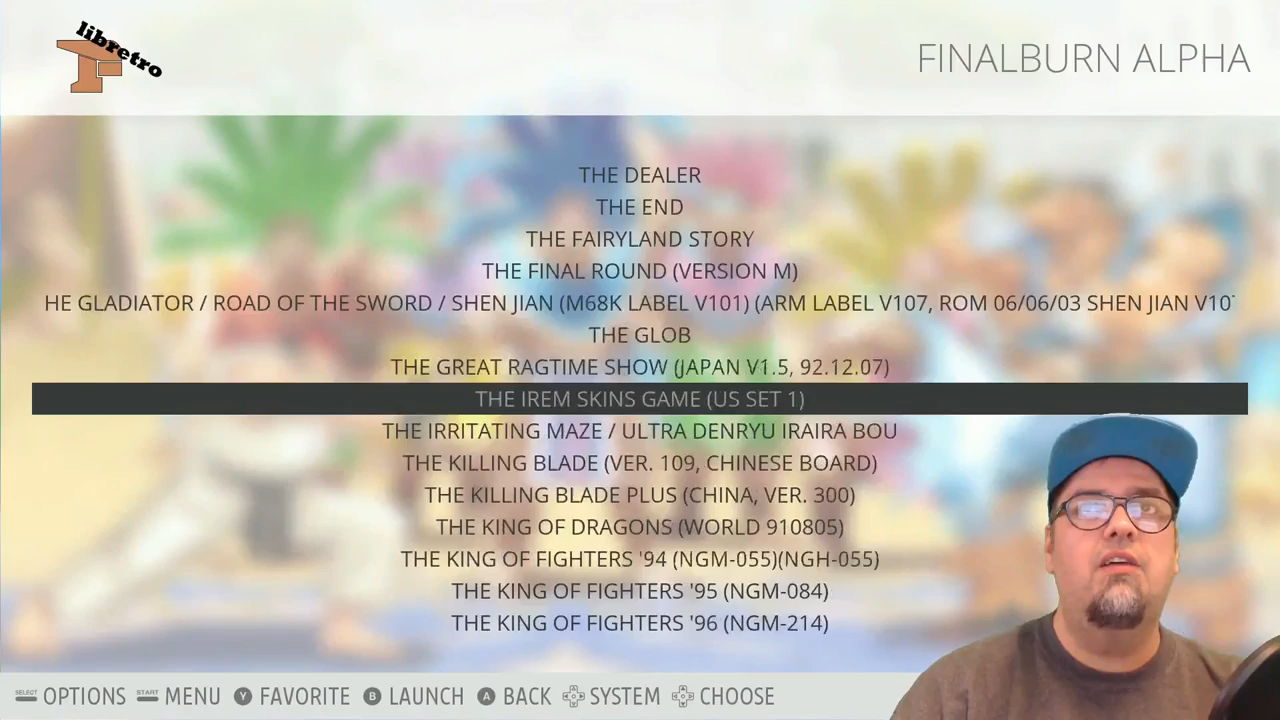 libretro
FINALBURN ALPHA
THE DEALER
THE END
THE FAIRYLAND STORY
THE FINAL ROUND (VERSION M)
HE GLADIATOR / ROAD OF THE SWORD / SHEN JIAN (M68K LABEL V101) (ARM LABEL V107, ROM 06/06/03 SHEN JIAN V10
THE GLOB
THE GREAT RAGTIME SHOW (JAPAN V1.5, 92.12.07)
THE IREM SKINS GAME (US SET 1)
THE IRRITATING MAZE / ULTRA DENRYU IRAIRA BOU
THE KILLING BLADE (VER. 109, CHINESE BOARD)
THE KILLING BLADE PLUS (CHINA, VER. 300)
THE KING OF DRAGONS (WORLD 910805)
THE KING OF FIGHTERS '94 (NGM-055)(NGH-055)
THE KING OF FIGHTERS '95 (NGM-084)
THE KING OF FIGHTERS '96 (NGM-214)
SELECT OPTIONS START MENU Y FAVORITE B LAUNCH A BACK SYSTEM CHOOSE